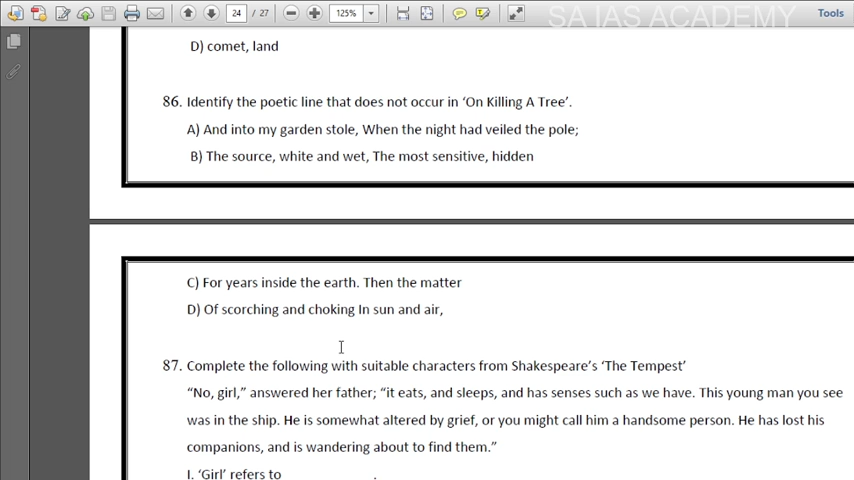 24 / 27
125%
SA IAS ACADEMY
Tools
D) comet, land
86. Identify the poetic line that does not occur in ‘On Killing A Tree’.
A) And into my garden stole, When the night had veiled the pole;
B) The source, white and wet, The most sensitive, hidden
C) For years inside the earth. Then the matter
D) Of scorching and choking In sun and air,
87. Complete the following with suitable characters from Shakespeare’s ‘The Tempest’
“No, girl,” answered her father; “it eats, and sleeps, and has senses such as we have. This young man you see
was in the ship. He is somewhat altered by grief, or you might call him a handsome person. He has lost his
companions, and is wandering about to find them.”
I. ‘Girl’ refers to ____________.